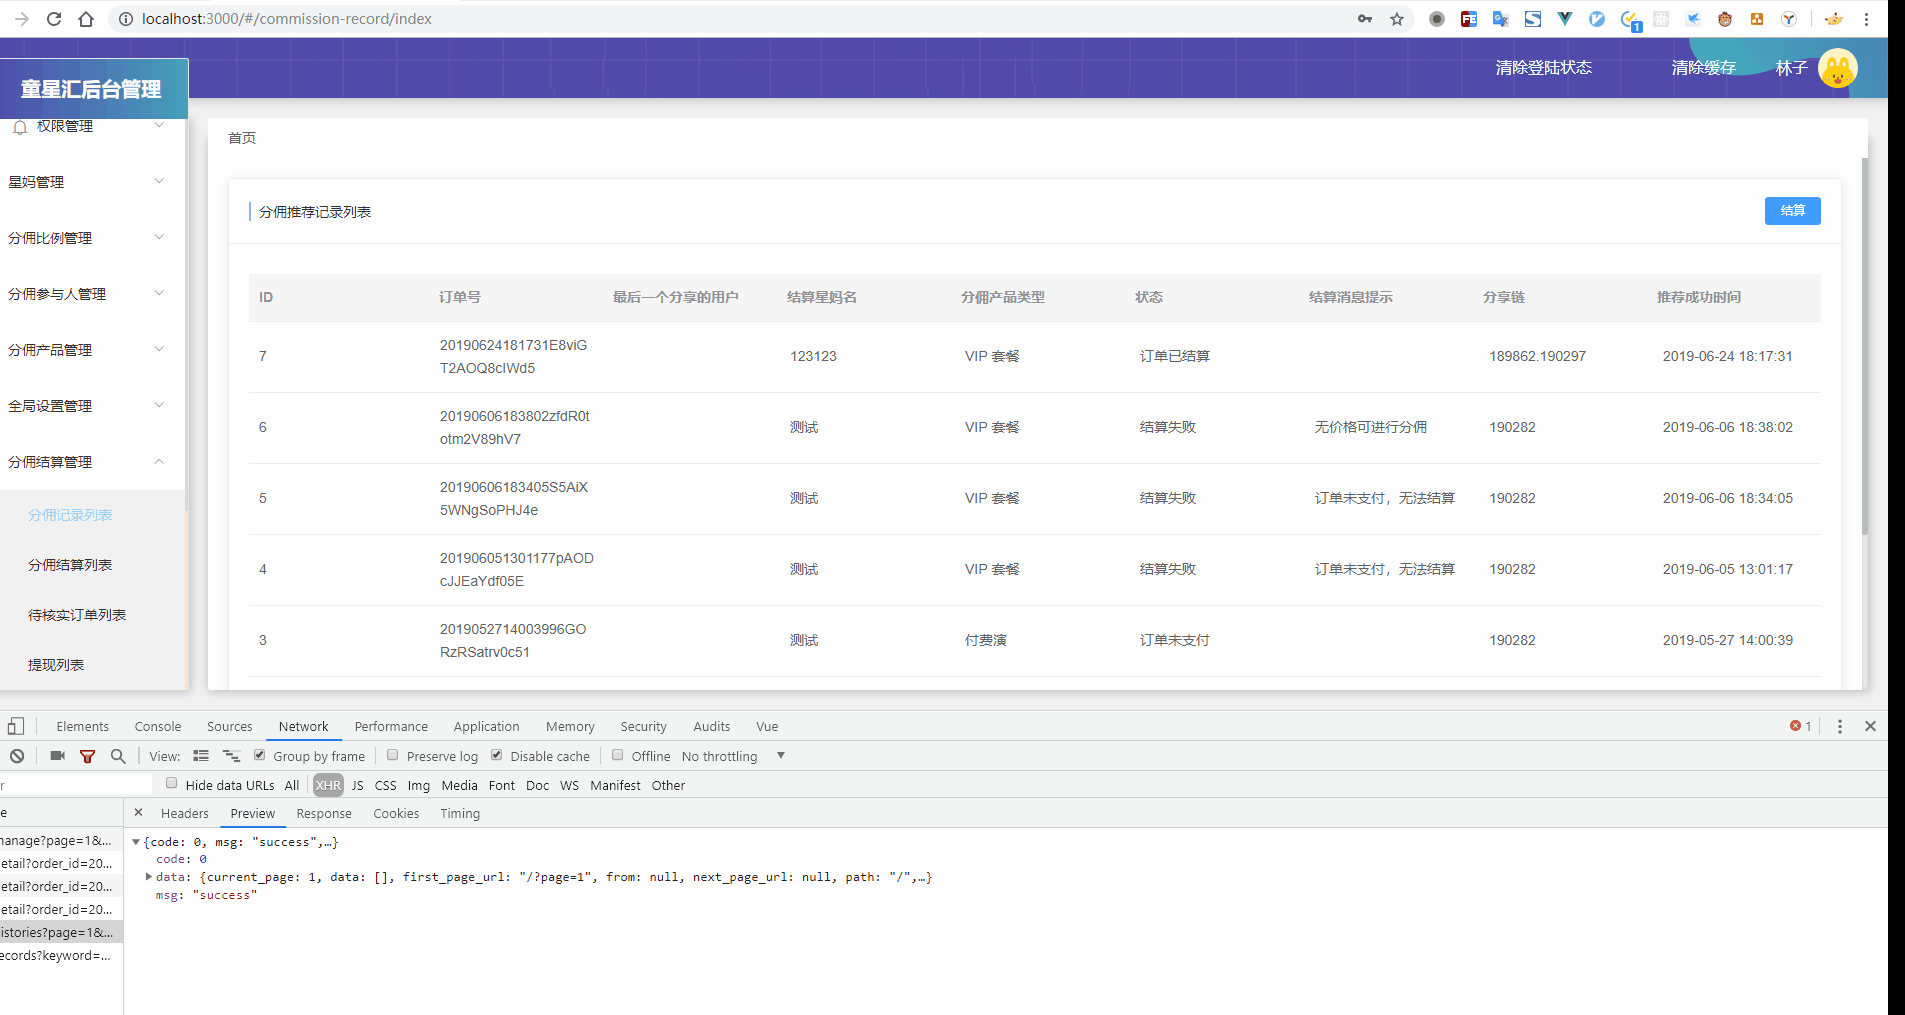 localhost:3000/#/commission-record/index
FE
1
清除登陆状态
清除缓存
林子
童星汇后台管理
权限管理
星妈管理
分佣比例管理
分佣参与人管理
分佣产品管理
全局设置管理
分佣结算管理
分佣记录列表
分佣结算列表
待核实订单列表
提现列表
首页
分佣推荐记录列表
结算
ID 订单号 最后一个分享的用户 结算星妈名 分佣产品类型 状态 结算消息提示 分享链 推荐成功时间
20190624181731E8viG
7 123123 VIP 套餐 订单已结算 189862.190297 2019-06-24 18:17:31
T2AOQ8cIWd5
20190606183802zfdR0t
6 测试 VIP 套餐 结算失败 无价格可进行分佣 190282 2019-06-06 18:38:02
otm2V89hV7
20190606183405S5AiX
5 测试 VIP 套餐 结算失败 订单未支付，无法结算 190282 2019-06-06 18:34:05
5WNgSoPHJ4e
201906051301177pAOD
4 测试 VIP 套餐 结算失败 订单未支付，无法结算 190282 2019-06-05 13:01:17
cJJEaYdf05E
2019052714003996GO
3 测试 付费演 订单未支付 190282 2019-05-27 14:00:39
RzRSatrv0c51
Elements Console Sources Network Performance Application Memory Security Audits Vue 1
View: Group by frame Preserve log Disable cache Offline No throttling
r Hide data URLs All XHR JS CSS Img Media Font Doc WS Manifest Other
e
Headers Preview Response Cookies Timing
nanage?page=1&...
etail?order_id=20...
etail?order_id=20...
etail?order_id=20...
istories?page=1&...
ecords?keyword=...
{code: 0, msg: "success",…}
code: 0
data: {current_page: 1, data: [], first_page_url: "/?page=1", from: null, next_page_url: null, path: "/",…}
msg: "success"